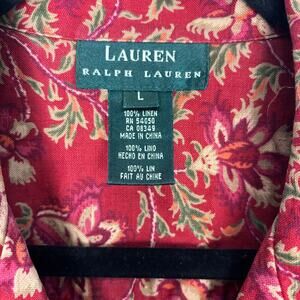 LAUREN
RALPH LAUREN
L
100% LINEN
RN 54050
CA 08349
MADE IN CHINA
100% LINO
HECHO EN CHINA
100% LIN
FAIT AU CHINE